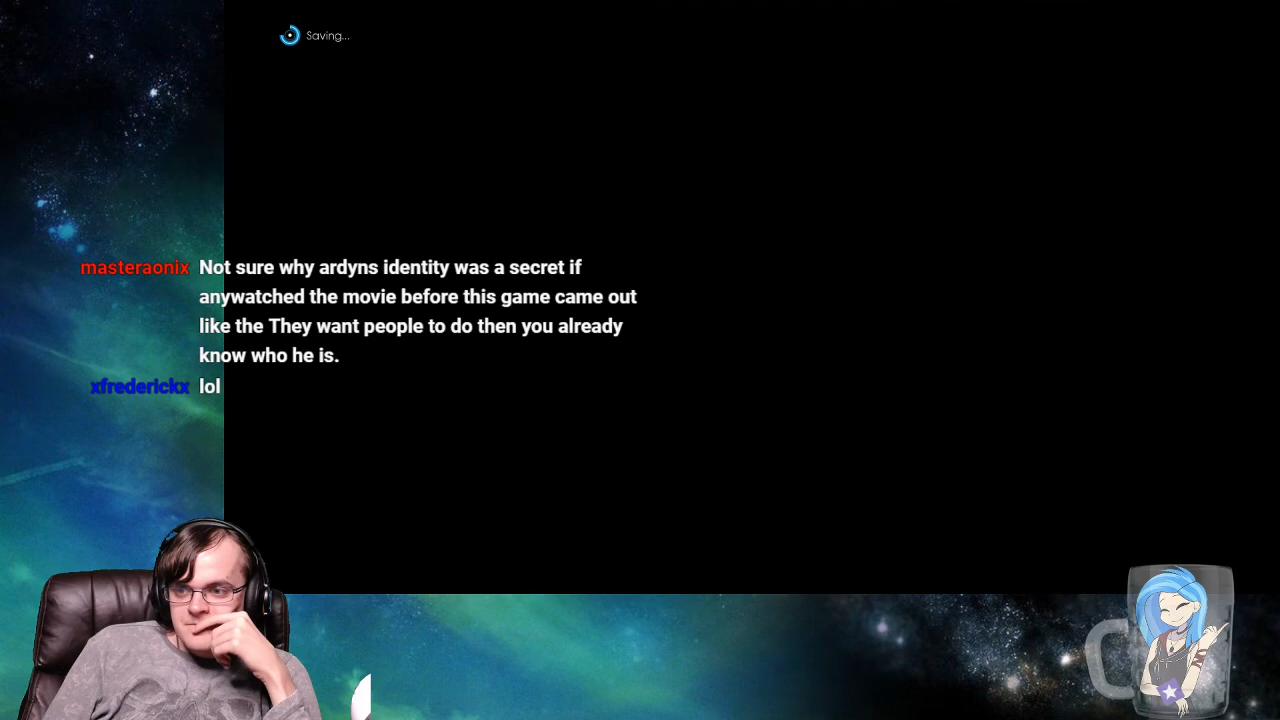 Saving...
masteraonix Not sure why ardyns identity was a secret if
anywatched the movie before this game came out
like the They want people to do then you already
know who he is.
xfrederickx lol